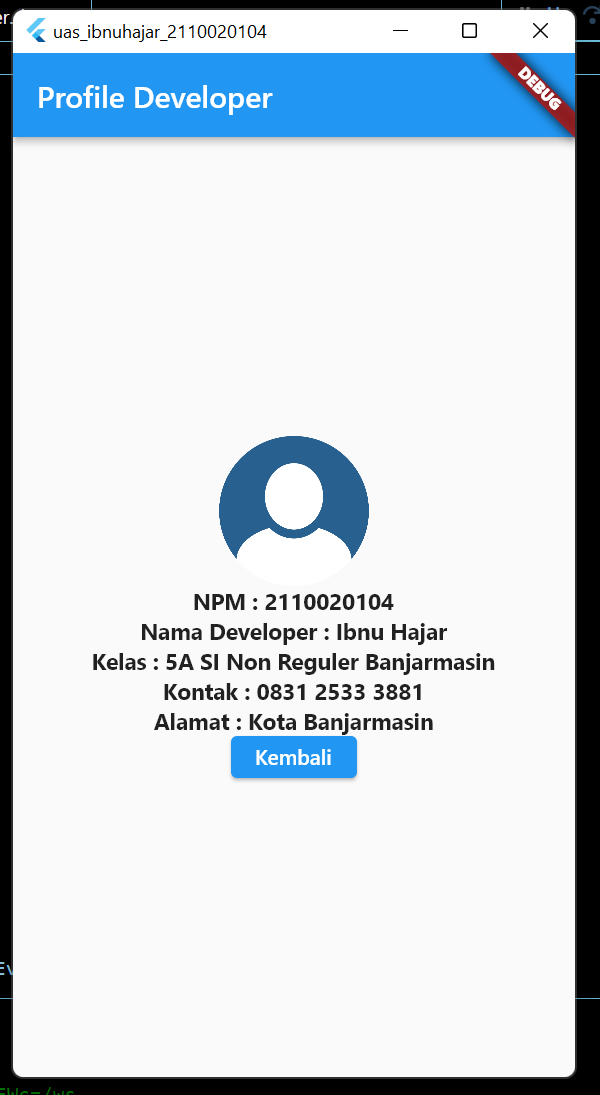 uas_ibnuhajar_2110020104
Profile Developer
DEBUG
NPM : 2110020104
Nama Developer : Ibnu Hajar
Kelas : 5A SI Non Reguler Banjarmasin
Kontak : 0831 2533 3881
Alamat : Kota Banjarmasin
Kembali